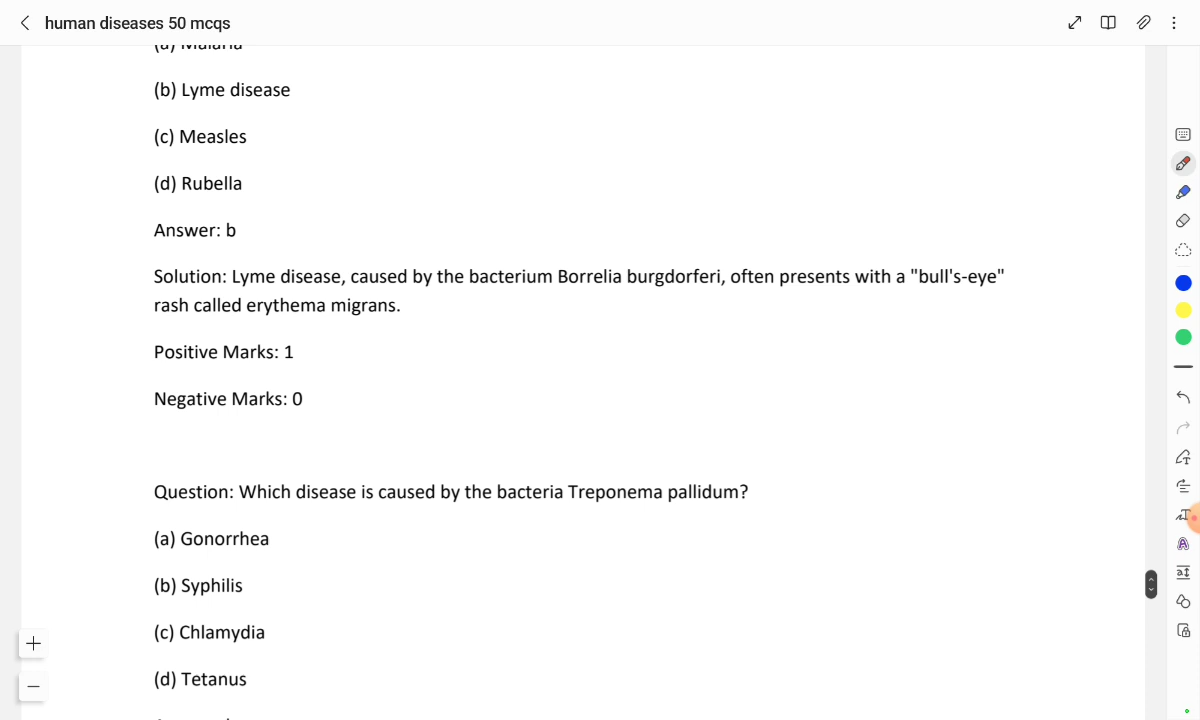 human diseases 50 mcqs
(a) Malaria
(b) Lyme disease
(c) Measles
(d) Rubella
Answer: b
Solution: Lyme disease, caused by the bacterium Borrelia burgdorferi, often presents with a "bull's-eye"
rash called erythema migrans.
Positive Marks: 1
Negative Marks: 0
Question: Which disease is caused by the bacteria Treponema pallidum?
(a) Gonorrhea
(b) Syphilis
(c) Chlamydia
(d) Tetanus